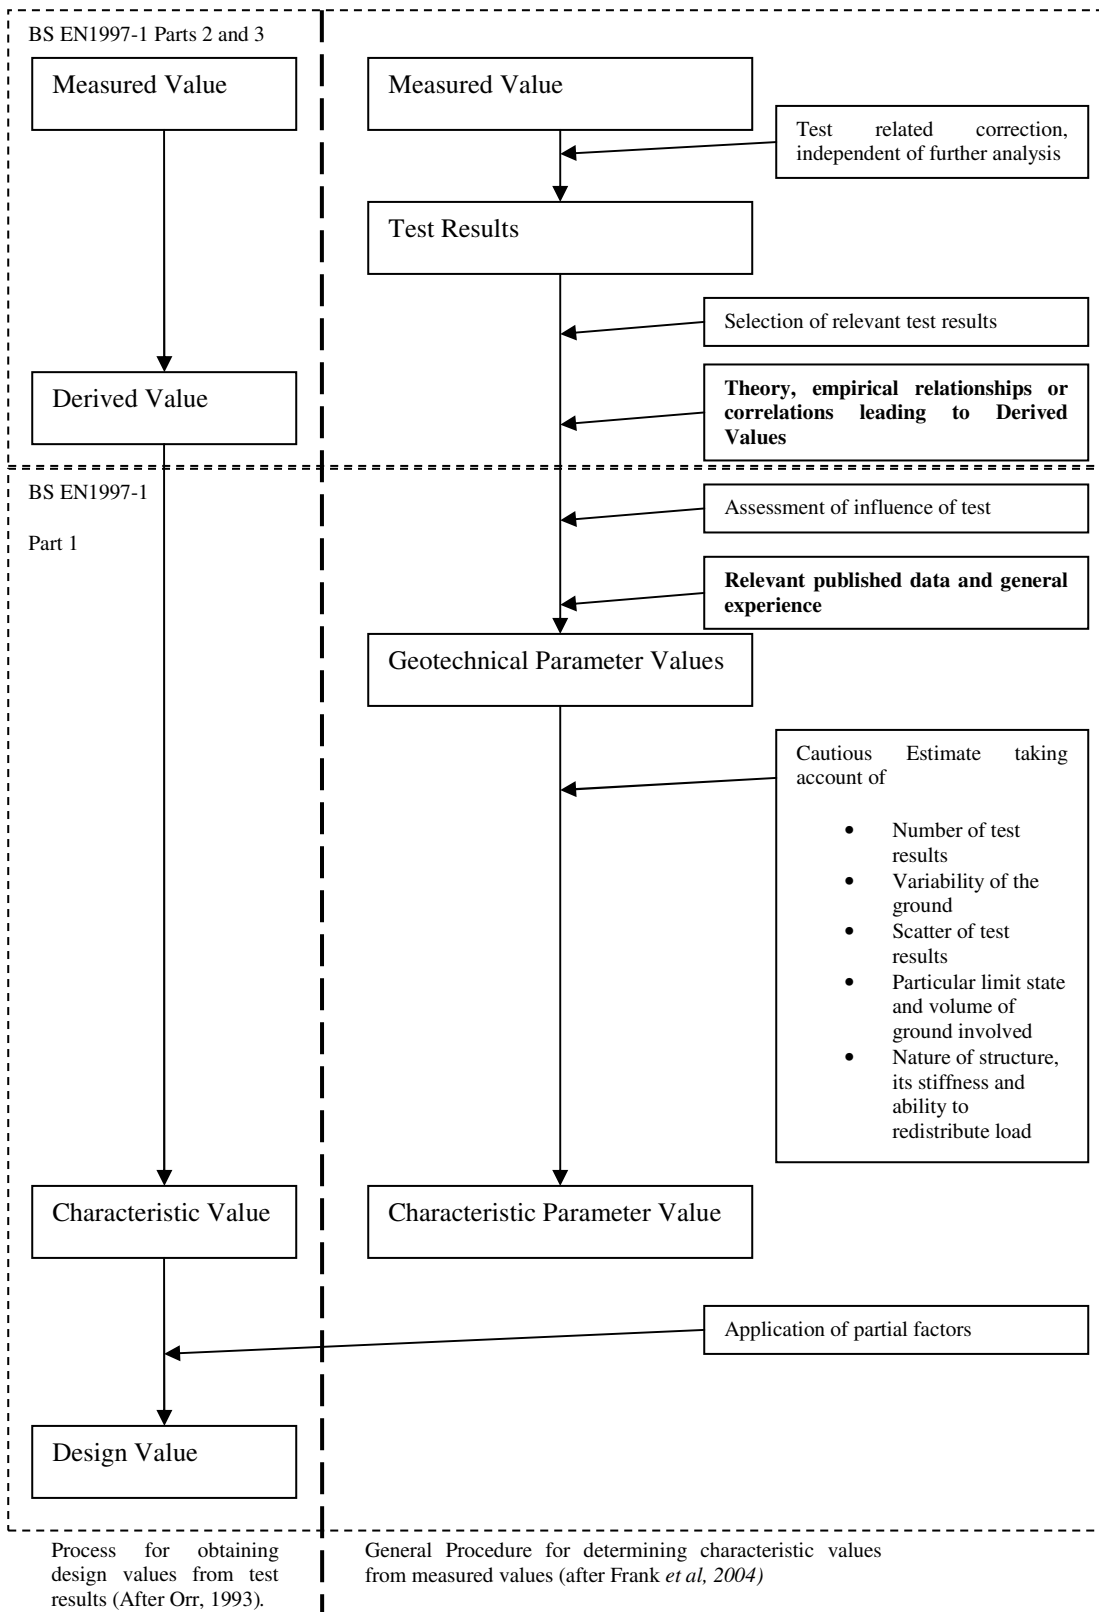 BS EN1997-1 Parts 2 and 3
Measured Value
Measured Value
Test related correction,
independent of further analysis
Test Results
Selection of relevant test results
Derived Value
Theory, empirical relationships or
correlations leading to Derived
Values
BS EN1997-1
Part 1
Assessment of influence of test
Relevant published data and general
experience
Geotechnical Parameter Values
Cautious Estimate taking
account of
• Number of test
results
• Variability of the
ground
• Scatter of test
results
• Particular limit state
and volume of
ground involved
• Nature of structure,
its stiffness and
ability to
redistribute load
Characteristic Value
Characteristic Parameter Value
Application of partial factors
Design Value
Process for obtaining
design values from test
results (After Orr, 1993).
General Procedure for determining characteristic values
from measured values (after Frank et al, 2004)